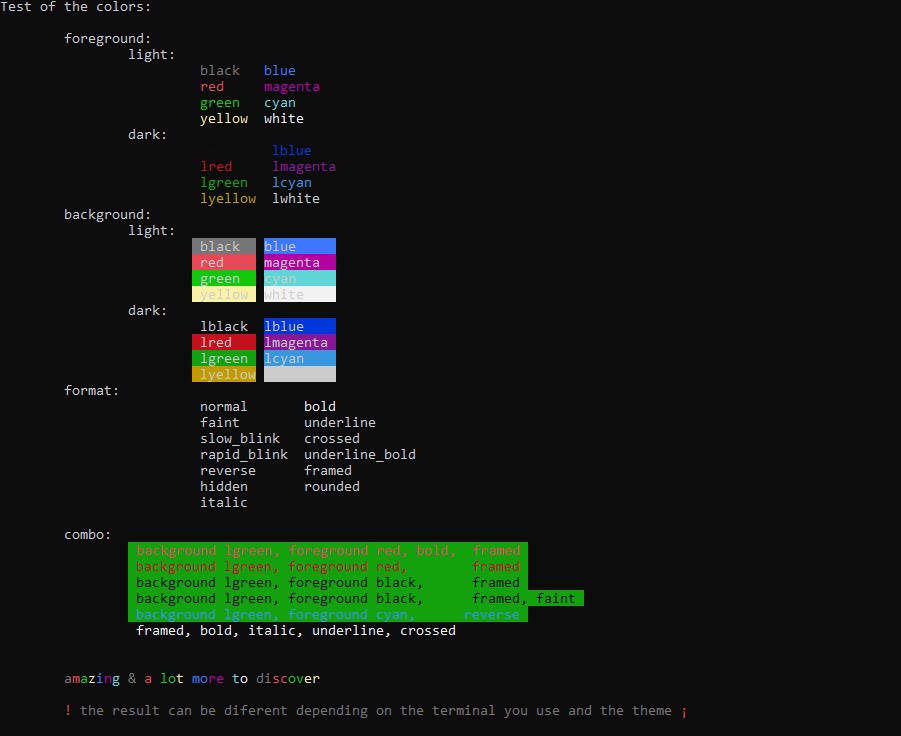 Test of the colors:
foreground:
light:
black blue
red magenta
green cyan
yellow white
dark:
lblue
lred lmagenta
lgreen lcyan
lyellow lwhite
background:
light:
black blue
red magenta
green cyan
yellow white
dark:
lblack lblue
lred lmagenta
lgreen lcyan
lyellow
format:
normal bold
faint underline
slow_blink crossed
rapid_blink underline_bold
reverse framed
hidden rounded
italic
combo:
background lgreen, foreground red, bold, framed
background lgreen, foreground red, framed
background lgreen, foreground black, framed
background lgreen, foreground black, framed, faint
background lgreen, foreground cyan, reverse
framed, bold, italic, underline, crossed
amazing & a lot more to discover
! the result can be diferent depending on the terminal you use and the theme ¡